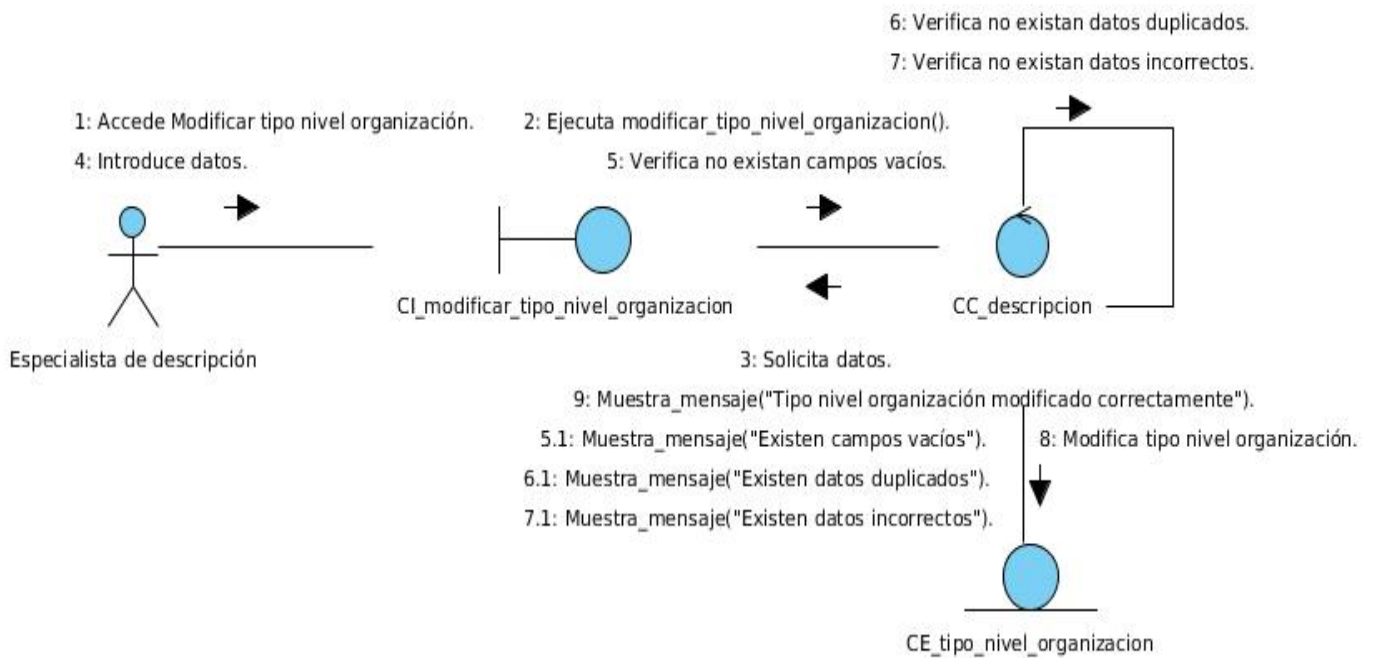 6: Verifica no existan datos duplicados.
7: Verifica no existan datos incorrectos.
1: Accede Modificar tipo nivel organización.
2: Ejecuta modificar_tipo_nivel_organizacion().
4: Introduce datos.
5: Verifica no existan campos vacíos.
CI_modificar_tipo_nivel_organizacion
CC_descripcion
Especialista de descripción
3: Solicita datos.
9: Muestra_mensaje("Tipo nivel organización modificado correctamente").
5.1: Muestra_mensaje("Existen campos vacíos").
8: Modifica tipo nivel organización.
6.1: Muestra_mensaje("Existen datos duplicados").
7.1: Muestra_mensaje("Existen datos incorrectos").
CE_tipo_nivel_organizacion